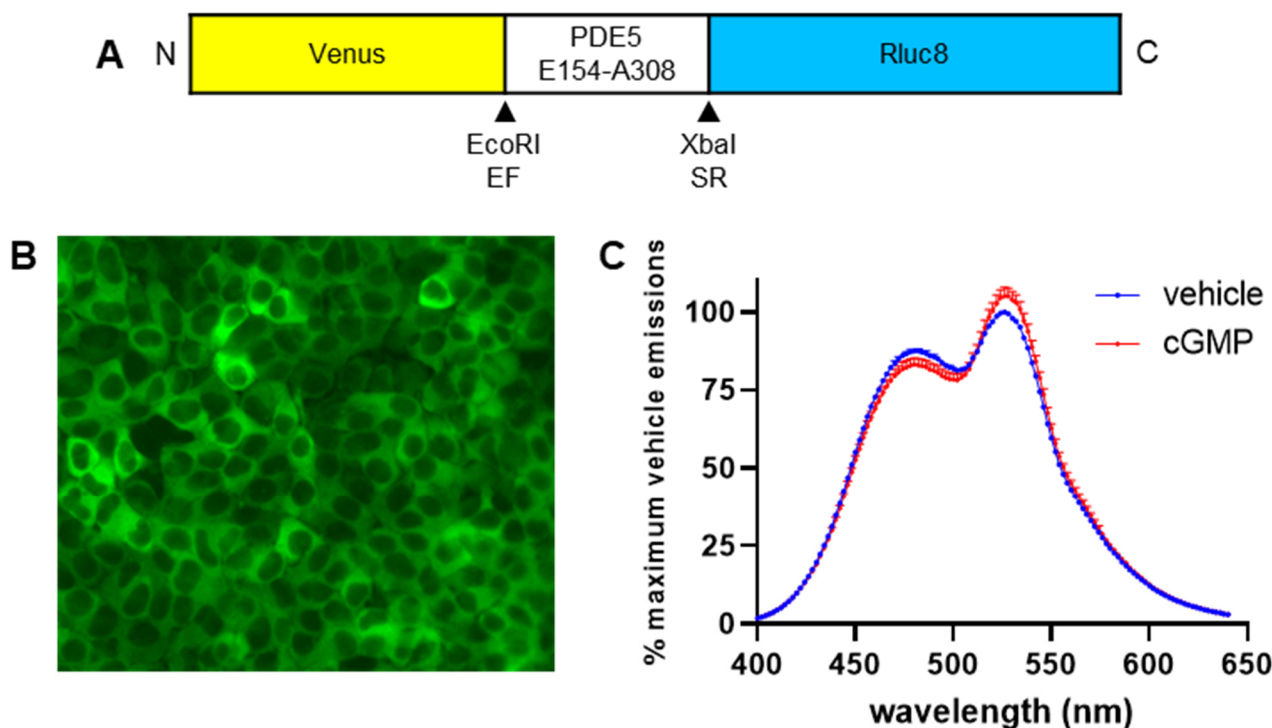 A
N
Venus
PDE5
E154-A308
Rluc8
C
EcoRI
EF
XbaI
SR
B
C
% maximum vehicle emissions
100
75
50
25
0
400
450
500
550
600
650
wavelength (nm)
vehicle
cGMP